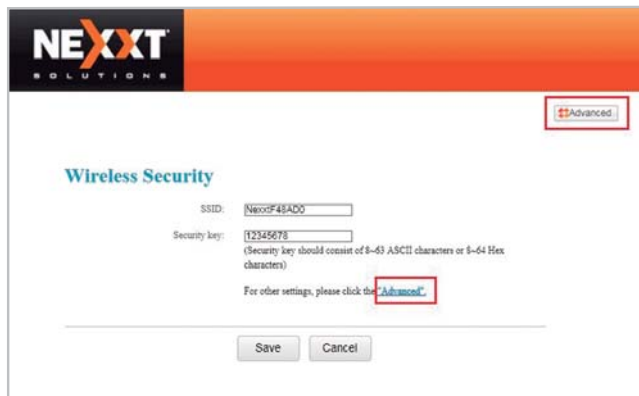 NEXXT
SOLUTIONS
Advanced
Wireless Security
SSID: NexxtF48AD0
Security key: 12345678
(Security key should consist of 8~63 ASCII characters or 8~64 Hex
characters)
For other settings, please click the "Advanced".
Save Cancel